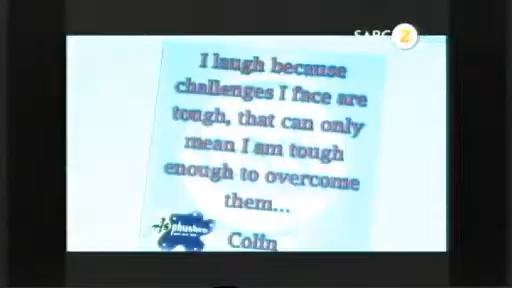 SABC 2
I laugh because
challenges I face are
tough, that can only
mean I am tough
enough to overcome
them...
Colin